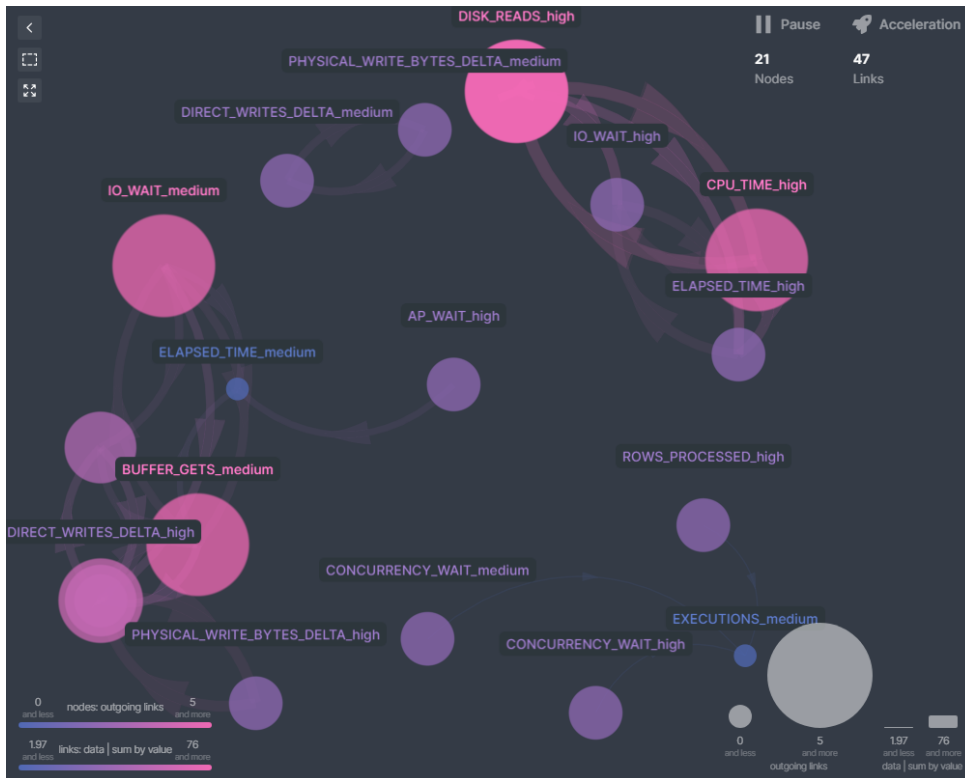 DISK_READS_high
Pause
Acceleration
21
Nodes
47
Links
PHYSICAL_WRITE_BYTES_DELTA_medium
DIRECT_WRITES_DELTA_medium
IO_WAIT_high
IO_WAIT_medium
CPU_TIME_high
ELAPSED_TIME_high
AP_WAIT_high
ELAPSED_TIME_medium
ROWS_PROCESSED_high
BUFFER_GETS_medium
DIRECT_WRITES_DELTA_high
CONCURRENCY_WAIT_medium
EXECUTIONS_medium
PHYSICAL_WRITE_BYTES_DELTA_high
CONCURRENCY_WAIT_high
0
and less
nodes: outgoing links
5
and more
1.97
and less
links: data | sum by value
76
and more
0
and less
5
and more
outgoing links
1.97
and less
76
and more
data | sum by value